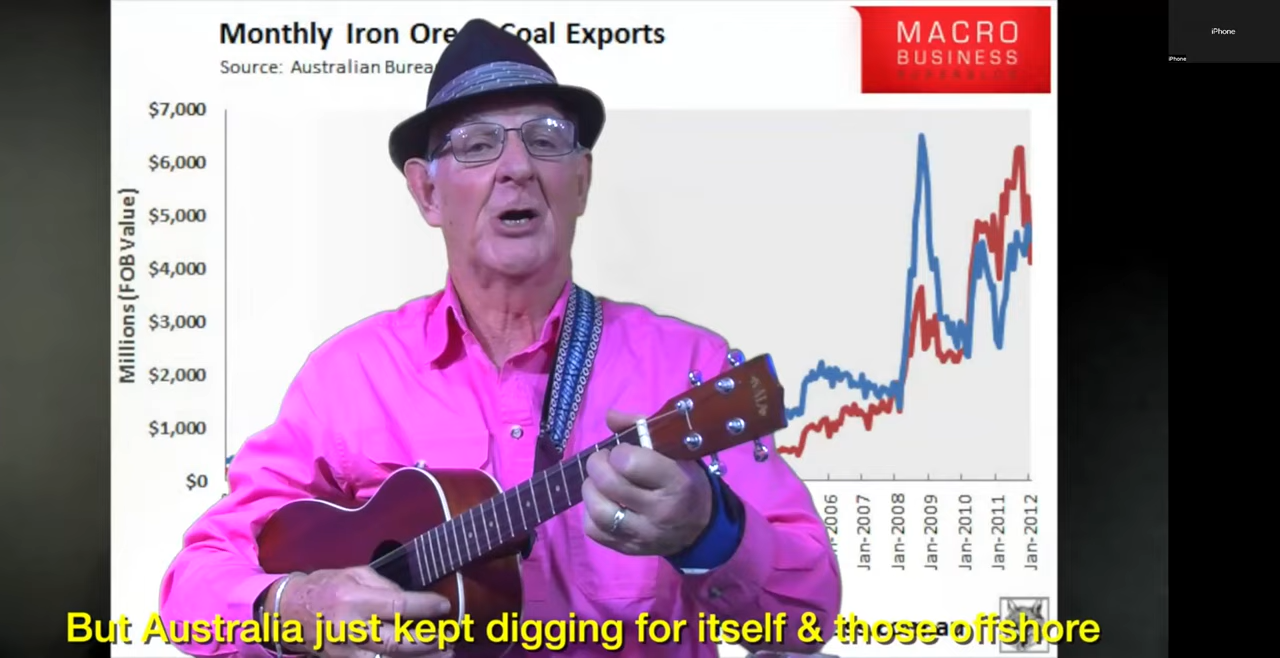 Monthly Iron Ore Coal Exports
Source: Australian Burea
MACRO
BUSINESS
iPhone
iPhone
Millions (FOB Value)
$7,000
$6,000
$5,000
$4,000
$3,000
$2,000
$1,000
$0
2006
Jan-2007
Jan-2008
Jan-2009
Jan-2010
Jan-2011
Jan-2012
But Australia just kept digging for itself & those offshore